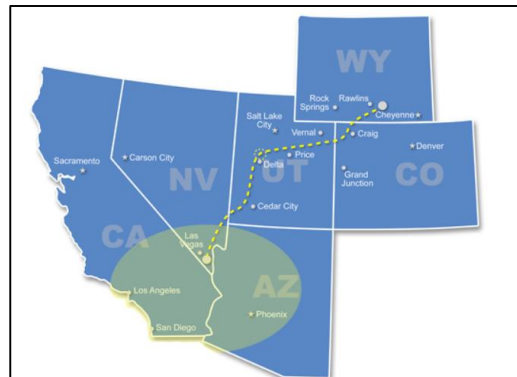 WY
Rock
Springs
Rawlins
Cheyenne
Salt Lake
City
Vernal
Craig
Denver
Sacramento
Carson City
Delta
Price
UT
Grand
Junction
CO
NV
Cedar City
CA
Las
Vegas
Los Angeles
AZ
Phoenix
San Diego